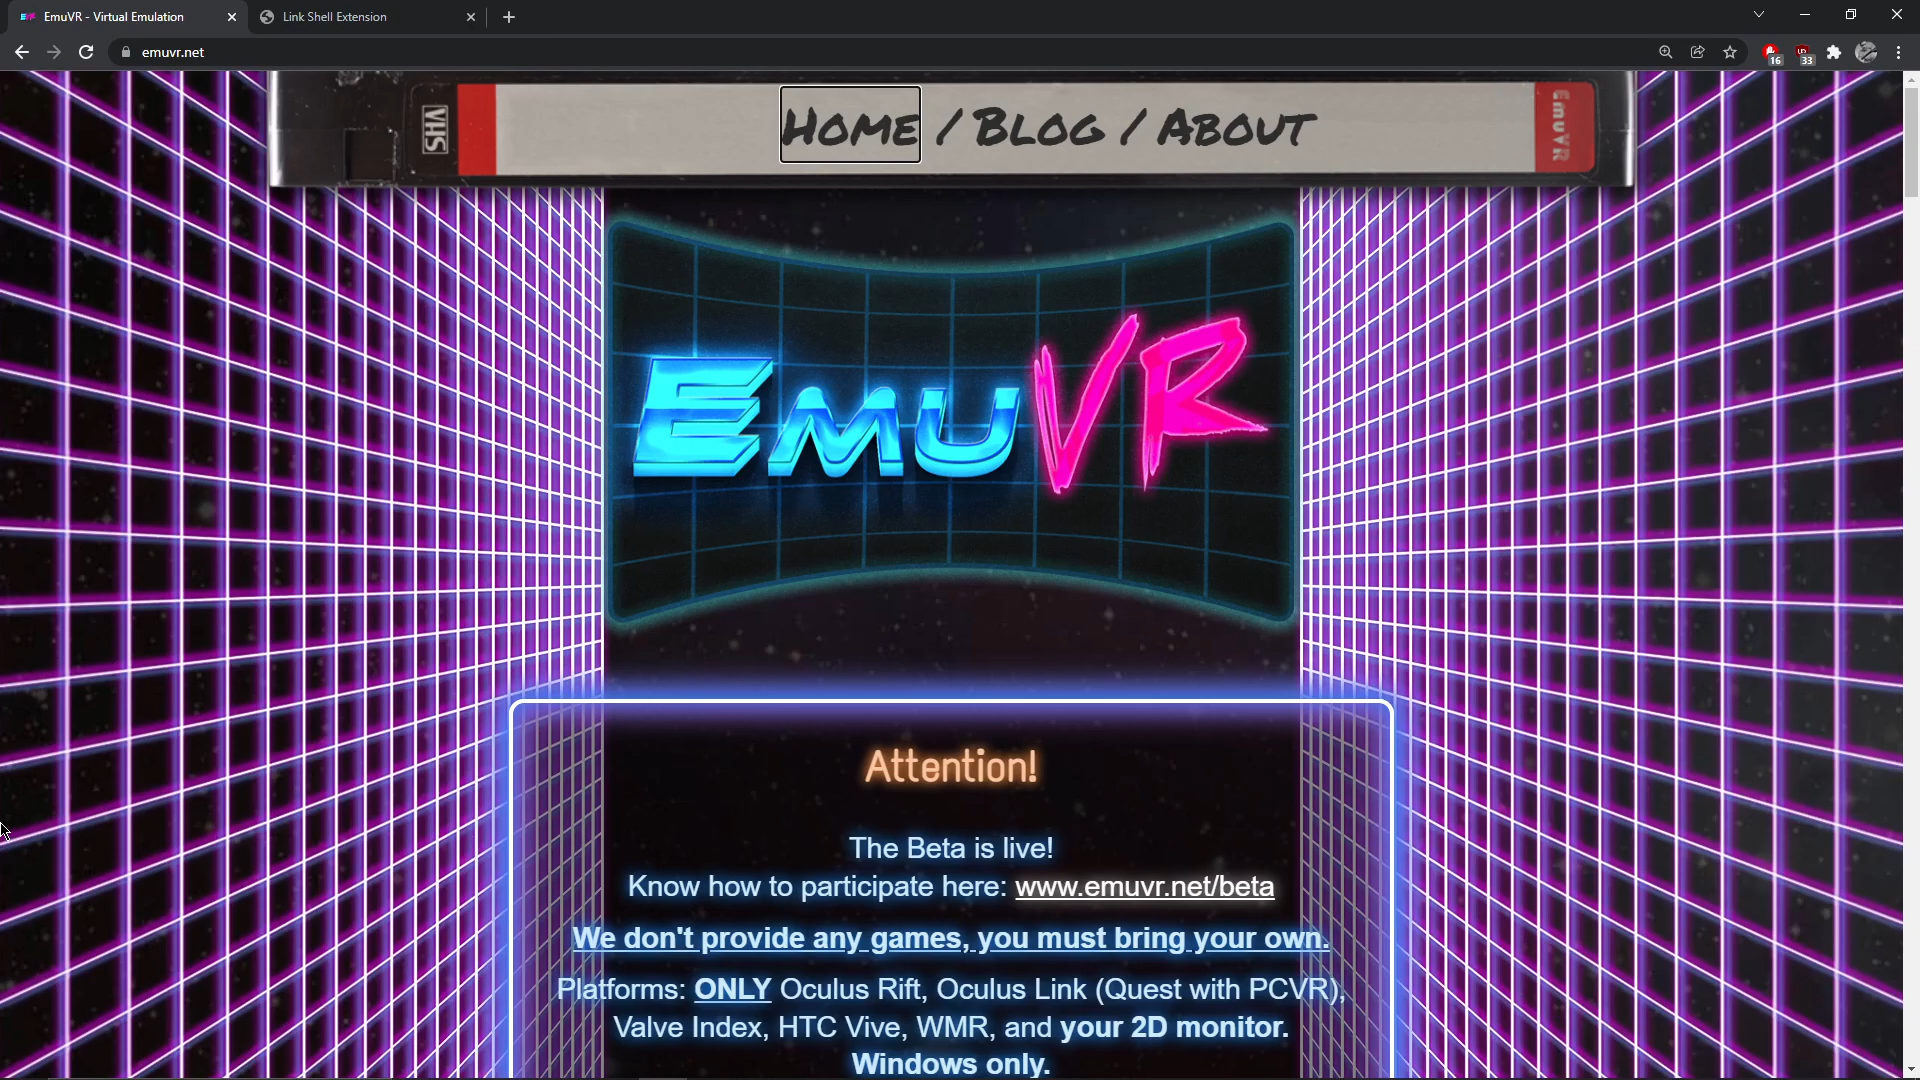 EmuVR - Virtual Emulation
Link Shell Extension
emuvr.net
16
33
VHS
Home / Blog / About
EmuVR
EmuVR
Attention!
The Beta is live!
Know how to participate here: www.emuvr.net/beta
We don't provide any games, you must bring your own.
Platforms: ONLY Oculus Rift, Oculus Link (Quest with PCVR),
Valve Index, HTC Vive, WMR, and your 2D monitor.
Windows only.